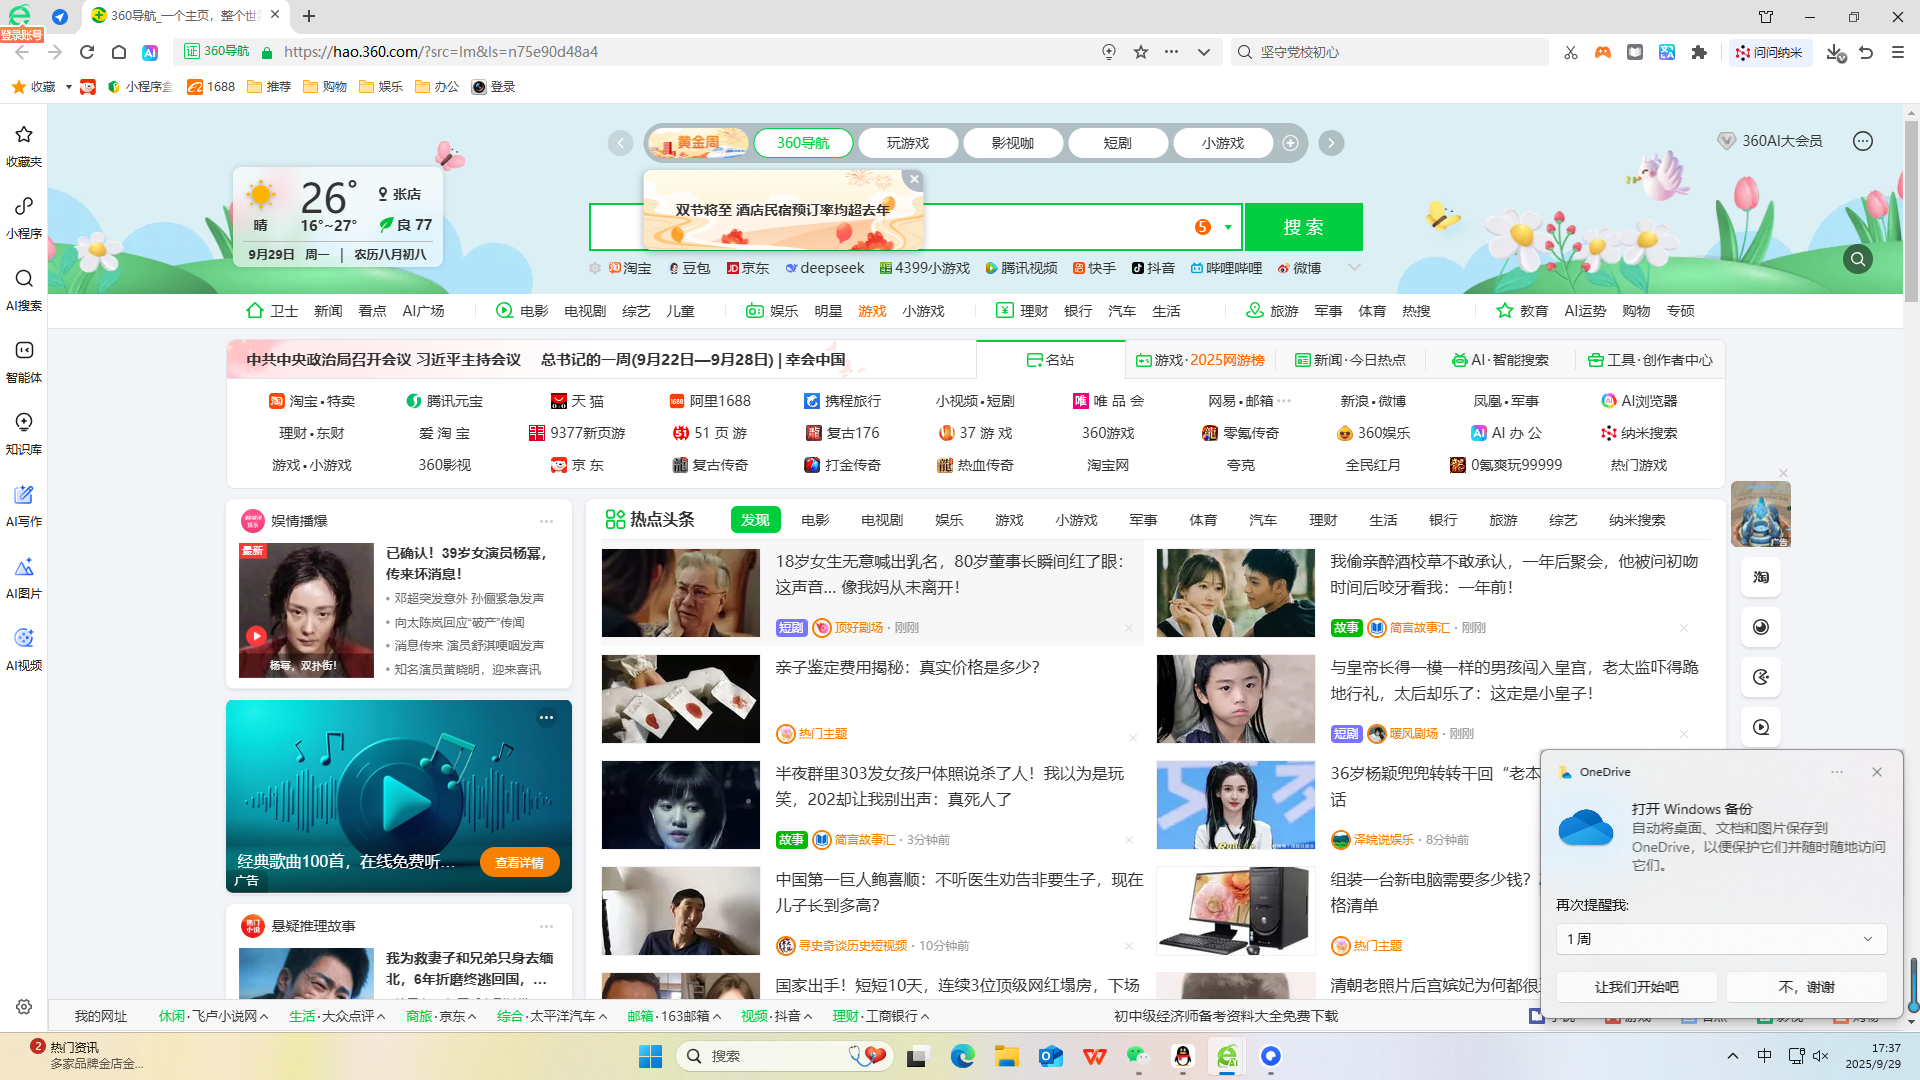 360导航_一个主页，整个世
登录账号
证 360导航
https://hao.360.com/?src=lm&ls=n75e90d48a4
坚守党校初心
问问纳米
收藏
小程序盒
1688
推荐
购物
娱乐
办公
登录
收藏夹
小程序
AI搜索
智能体
知识库
AI写作
AI图片
AI视频
黄金周
360导航
玩游戏
影视咖
短剧
小游戏
360AI大会员
26°
16°~27°
晴
张店
良 77
9月29日 周一 | 农历八月初八
双节将至 酒店民宿预订率均超去年
5
搜索
淘宝
豆包
京东
deepseek
4399小游戏
腾讯视频
快手
抖音
哔哩哔哩
微博
卫士 新闻 看点 AI广场
电影 电视剧 综艺 儿童
娱乐 明星 游戏 小游戏
理财 银行 汽车 生活
旅游 军事 体育 热搜
教育 AI运势 购物 专硕
中共中央政治局召开会议 习近平主持会议
总书记的一周(9月22日—9月28日) | 幸会中国
名站
游戏·2025网游榜
新闻·今日热点
AI·智能搜索
工具·创作者中心
淘宝•特卖 腾讯元宝 天猫 阿里1688 携程旅行 小视频•短剧 唯品会 网易•邮箱 新浪•微博 凤凰•军事 AI浏览器
理财•东财 爱淘宝 9377新页游 51页游 复古176 37游戏 360游戏 零氪传奇 360娱乐 AI办公 纳米搜索
游戏•小游戏 360影视 京东 复古传奇 打金传奇 热血传奇 淘宝网 夸克 全民红月 0氪爽玩99999 热门游戏
娱情播爆
最新
杨幂，双扑街！
已确认！39岁女演员杨幂，
传来坏消息！
邓超突发意外 孙俪紧急发声
向太陈岚回应“破产”传闻
消息传来 演员舒淇哽咽发声
知名演员黄晓明，迎来喜讯
经典歌曲100首，在线免费听...
广告
查看详情
悬疑推理故事
我为救妻子和兄弟只身去缅
北，6年折磨终逃回国，...
热点头条
发现 电影 电视剧 娱乐 游戏 小游戏 军事 体育 汽车 理财 生活 银行 旅游 综艺 纳米搜索
18岁女生无意喊出乳名，80岁董事长瞬间红了眼：
这声音... 像我妈从未离开！
短剧 顶好剧场 · 刚刚
我偷亲醉酒校草不敢承认，一年后聚会，他被问初吻
时间后咬牙看我：一年前！
故事 简言故事汇 · 刚刚
亲子鉴定费用揭秘：真实价格是多少？
热门主题
与皇帝长得一模一样的男孩闯入皇宫，老太监吓得跪
地行礼，太后却乐了：这定是小皇子！
短剧 暖风剧场 · 刚刚
半夜群里303发女孩尸体照说杀了人！我以为是玩
笑，202却让我别出声：真死人了
故事 简言故事汇 · 3分钟前
36岁杨颖兜兜转转干回“老本
话
泽皖说娱乐 · 8分钟前
中国第一巨人鲍喜顺：不听医生劝告非要生子，现在
儿子长到多高？
寻史奇谈历史短视频 · 10分钟前
组装一台新电脑需要多少钱？
格清单
热门主题
国家出手！短短10天，连续3位顶级网红塌房，下场
清朝老照片后宫嫔妃为何都很
广告
淘
OneDrive
打开 Windows 备份
自动将桌面、文档和图片保存到
OneDrive，以便保护它们并随时随地访问
它们。
再次提醒我:
1 周
让我们开始吧
不，谢谢
我的网址
休闲·飞卢小说网
生活·大众点评
商旅·京东
综合·太平洋汽车
邮箱·163邮箱
视频·抖音
理财·工商银行
初中级经济师备考资料大全免费下载
2
热门资讯
多家品牌金店金...
搜索
中
17:37
2025/9/29